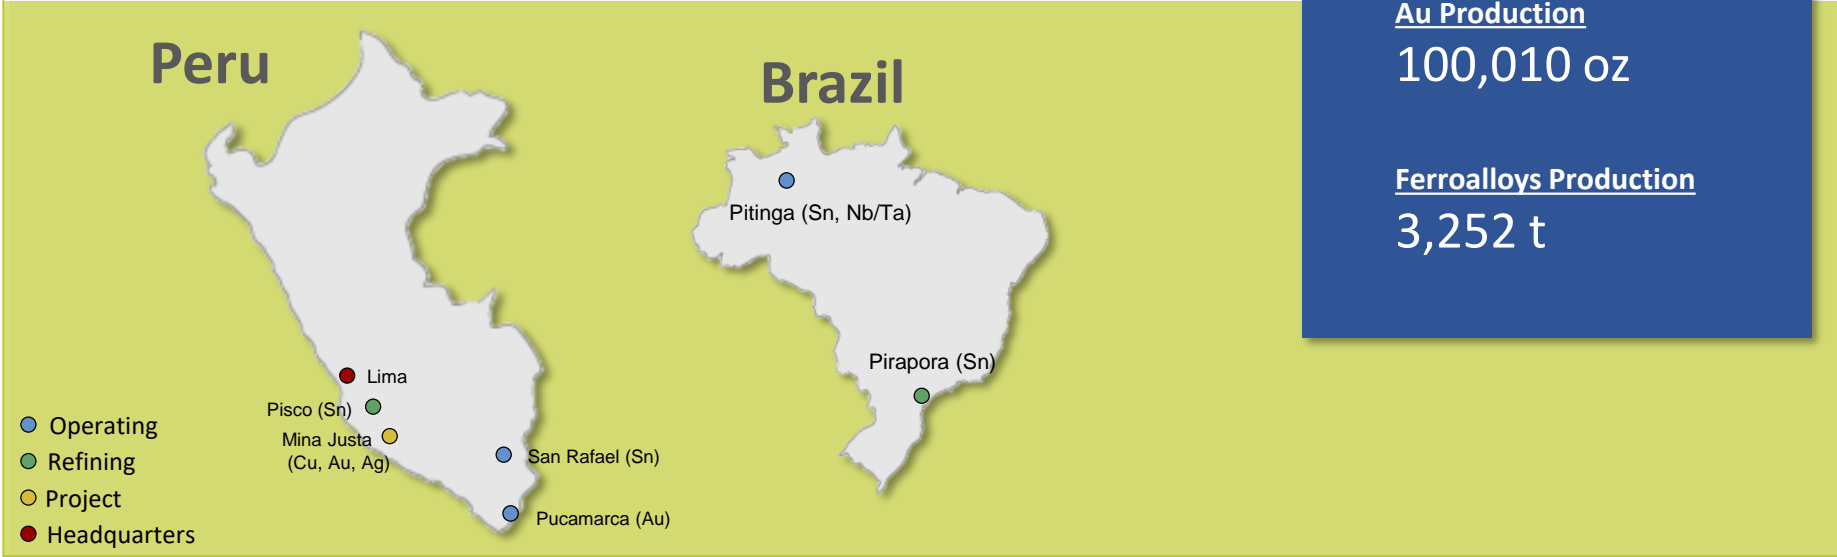 Peru
Lima
Pisco (Sn)
Mina Justa
(Cu, Au, Ag)
San Rafael (Sn)
Pucamarca (Au)
Operating
Refining
Project
Headquarters
Brazil
Pitinga (Sn, Nb/Ta)
Pirapora (Sn)
Au Production
100,010 oz
Ferroalloys Production
3,252 t